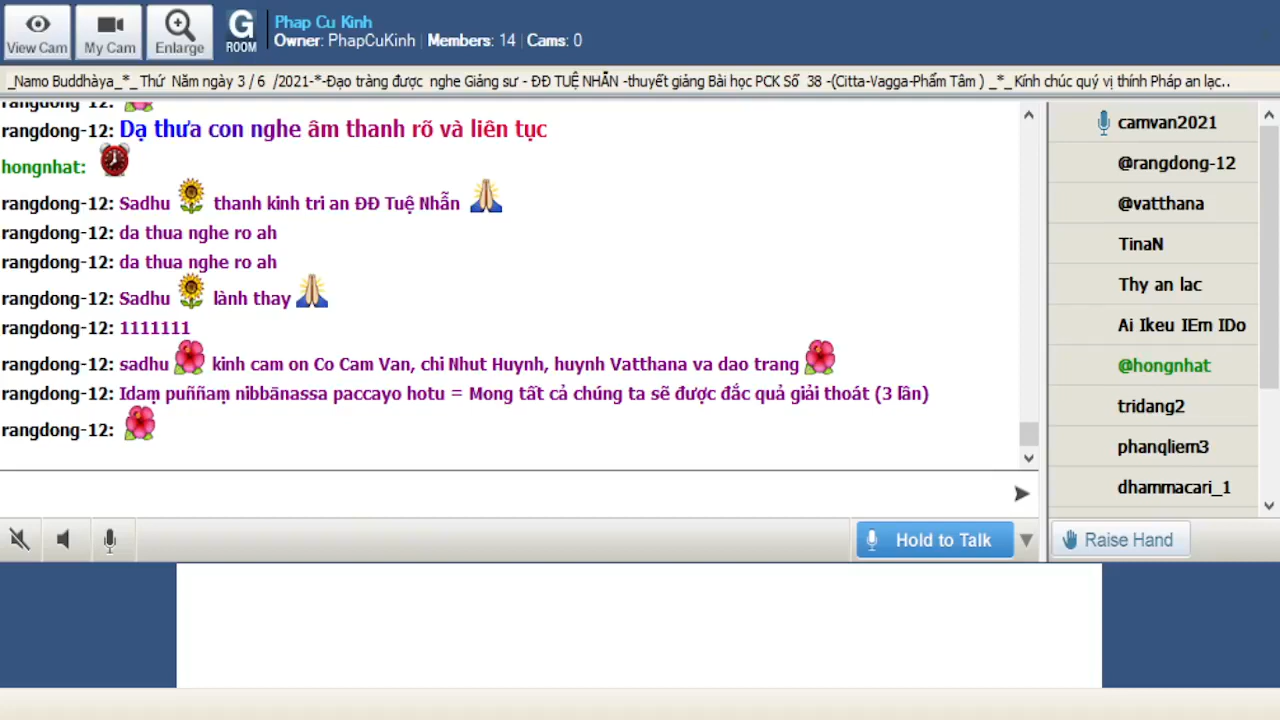 View Cam
My Cam
Enlarge
G
ROOM
Phap Cu Kinh
Owner: PhapCuKinh | Members: 14 | Cams: 0
_Namo Buddhàya_*_Thứ Năm ngày 3 / 6 /2021-*-Đạo tràng được nghe Giảng sư - ĐĐ TUỆ NHẪN -thuyết giảng Bài học PCK Số 38 -(Citta-Vagga-Phẩm Tâm ) _*_Kính chúc quý vị thính Pháp an lạc..
rangdong-12:
rangdong-12: Dạ thưa con nghe âm thanh rõ và liên tục
hongnhat:
rangdong-12: Sadhu thanh kinh tri an ĐĐ Tuệ Nhẫn
rangdong-12: da thua nghe ro ah
rangdong-12: da thua nghe ro ah
rangdong-12: Sadhu lành thay
rangdong-12: 1111111
rangdong-12: sadhu kinh cam on Co Cam Van, chi Nhut Huynh, huynh Vatthana va dao trang
rangdong-12: Idaṃ puññaṃ nibbānassa paccayo hotu = Mong tất cả chúng ta sẽ được đắc quả giải thoát (3 lần)
rangdong-12:
camvan2021
@rangdong-12
@vatthana
TinaN
Thy an lac
Ai Ikeu IEm IDo
@hongnhat
tridang2
phanqliem3
dhammacari_1
Hold to Talk
Raise Hand